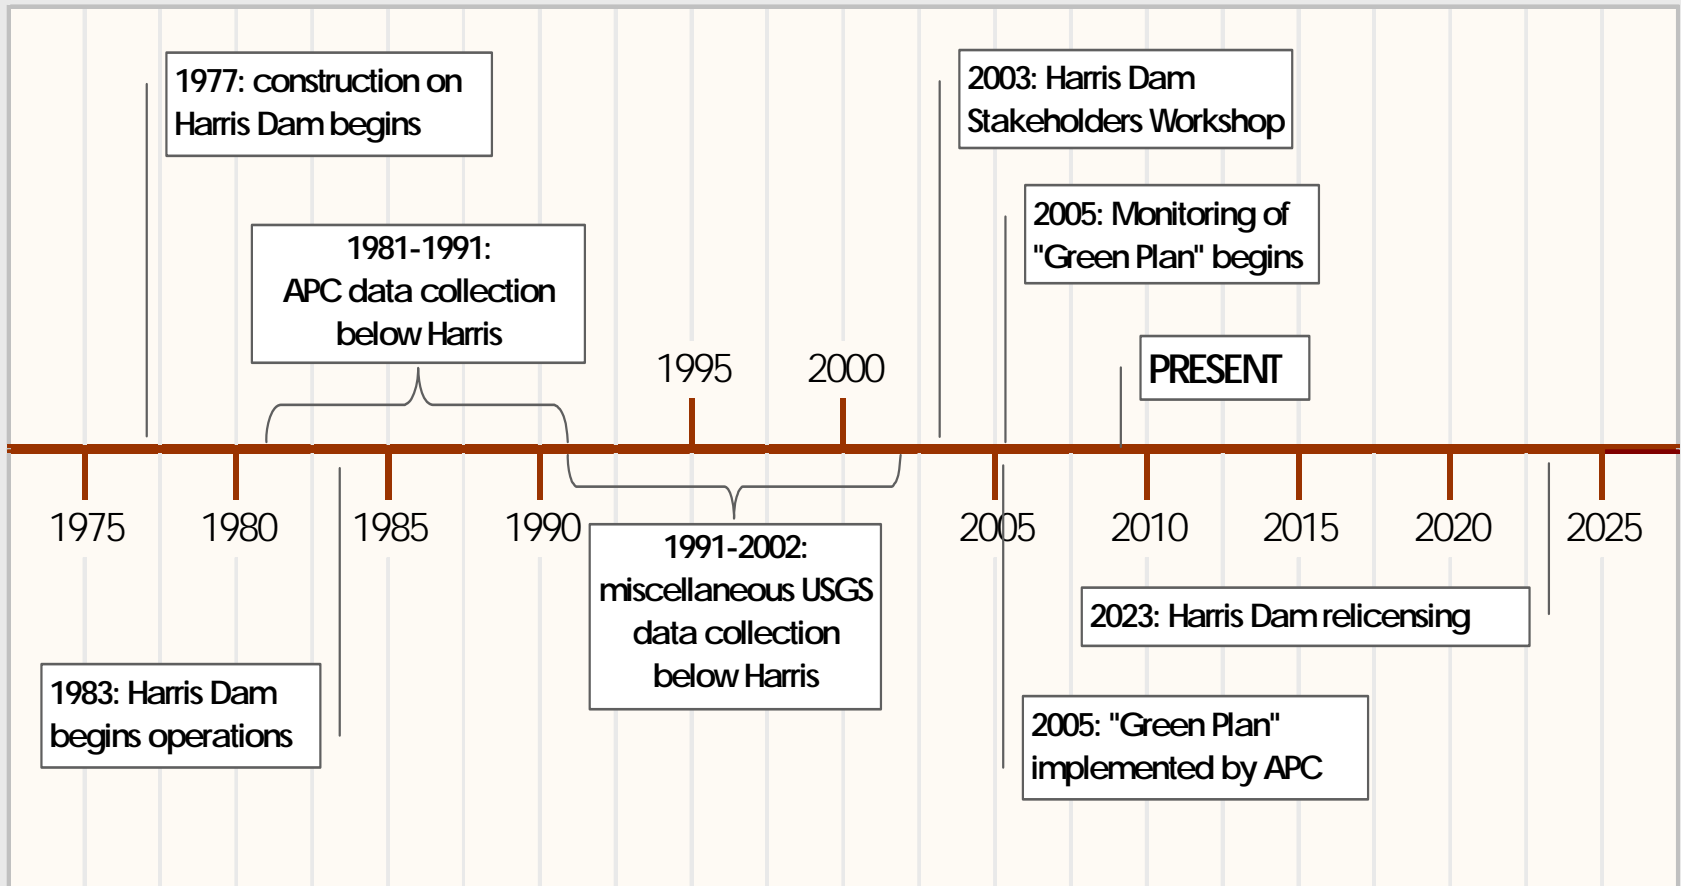 1977: construction on
Harris Dam begins
2003: Harris Dam
Stakeholders Workshop
2005: Monitoring of
"Green Plan" begins
1981-1991:
APC data collection
below Harris
PRESENT
1995
2000
1975
1980
1985
1990
2005
2010
2015
2020
2025
1991-2002:
miscellaneous USGS
data collection
below Harris
2023: Harris Dam relicensing
1983: Harris Dam
begins operations
2005: "Green Plan"
implemented by APC